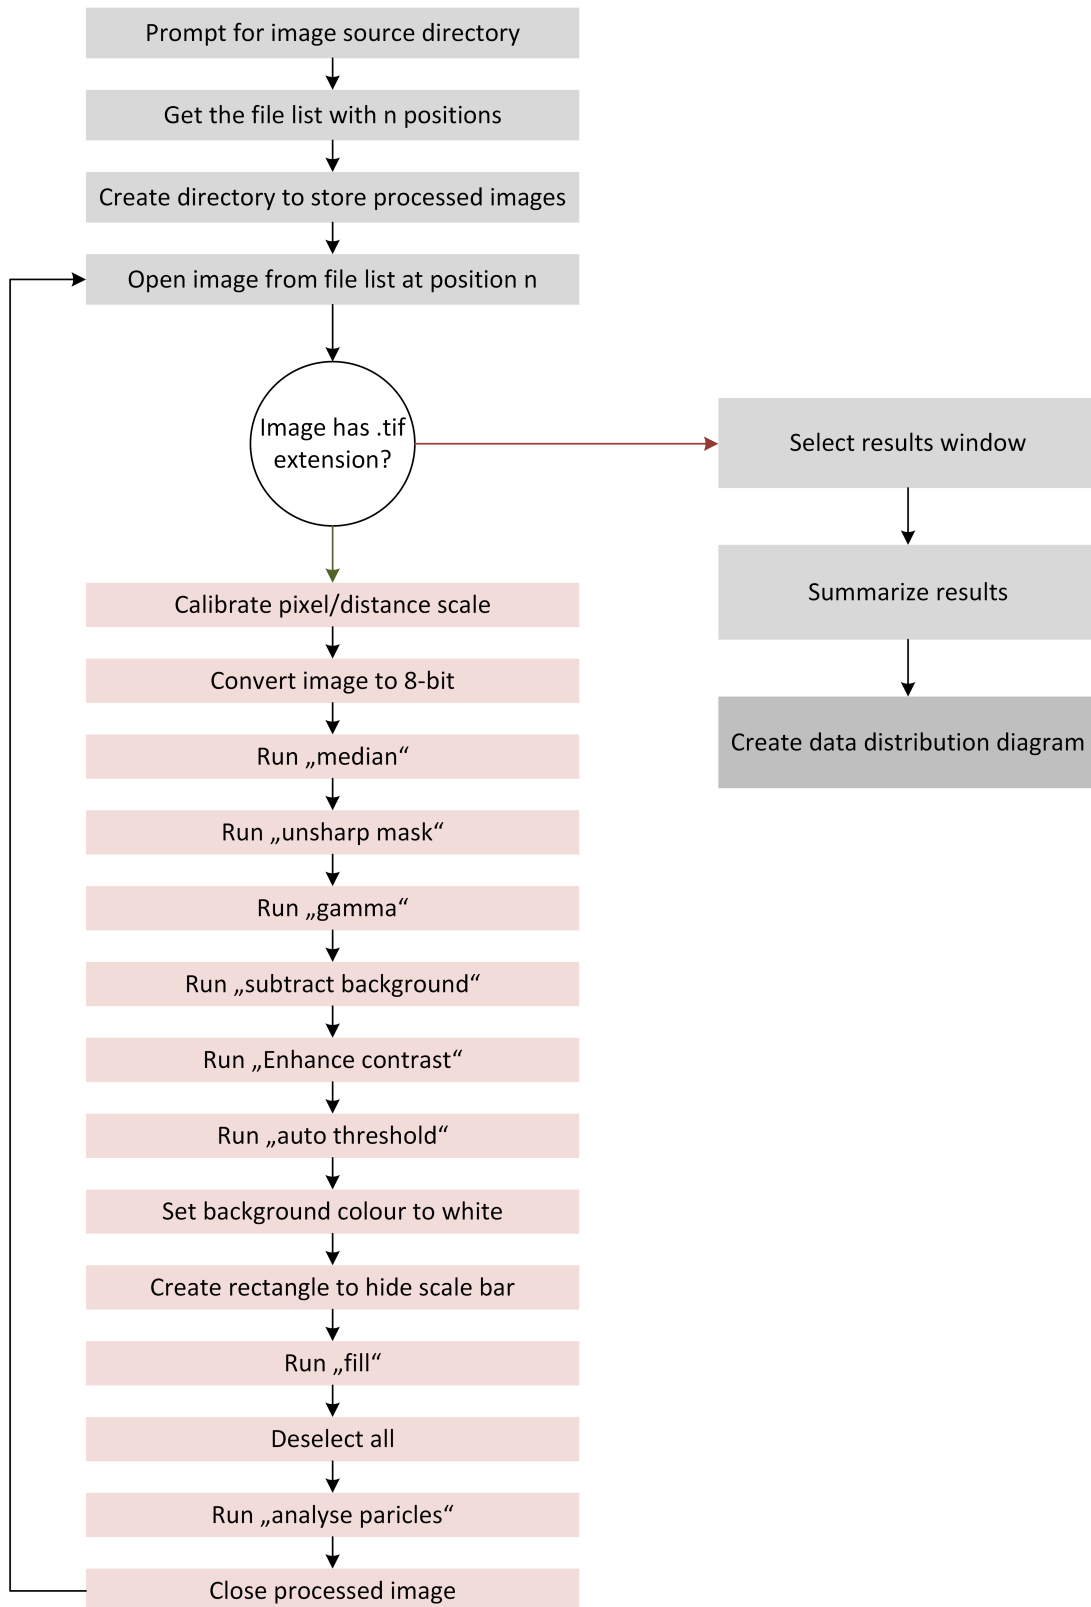 Prompt for image source directory
Get the file list with n positions
Create directory to store processed images
Open image from file list at position n
Image has .tif
extension?
Select results window
Summarize results
Create data distribution diagram
Calibrate pixel/distance scale
Convert image to 8-bit
Run „median“
Run „unsharp mask“
Run „gamma“
Run „subtract background“
Run „Enhance contrast“
Run „auto threshold“
Set background colour to white
Create rectangle to hide scale bar
Run „fill“
Deselect all
Run „analyse paricles“
Close processed image